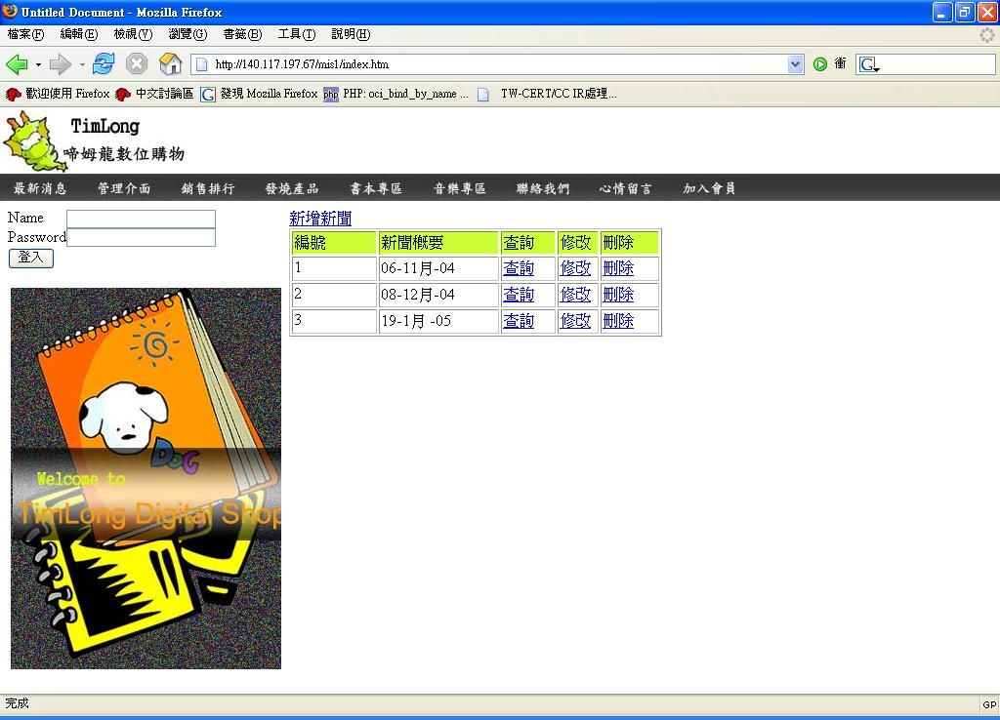 Untitled Document - Mozilla Firefox
檔案(F) 編輯(E) 檢視(V) 瀏覽(G) 書籤(B) 工具(T) 說明(H)
http://140.117.197.67/mis1/index.htm 衝 G
歡迎使用 Firefox 中文討論區 G 發現 Mozilla Firefox php PHP: oci_bind_by_name ... TW-CERT/CC IR處理...
TimLong
啼姆龍數位購物
最新消息 管理介面 銷售排行 發燒產品 書本專區 音樂專區 聯絡我們 心情留言 加入會員
Name
Password
登入
新增新聞
編號 新聞概要 查詢 修改 刪除
1 06-11月-04 查詢 修改 刪除
2 08-12月-04 查詢 修改 刪除
3 19-1月 -05 查詢 修改 刪除
DOG
Welcome to
TimLong Digital Shop
完成 GP